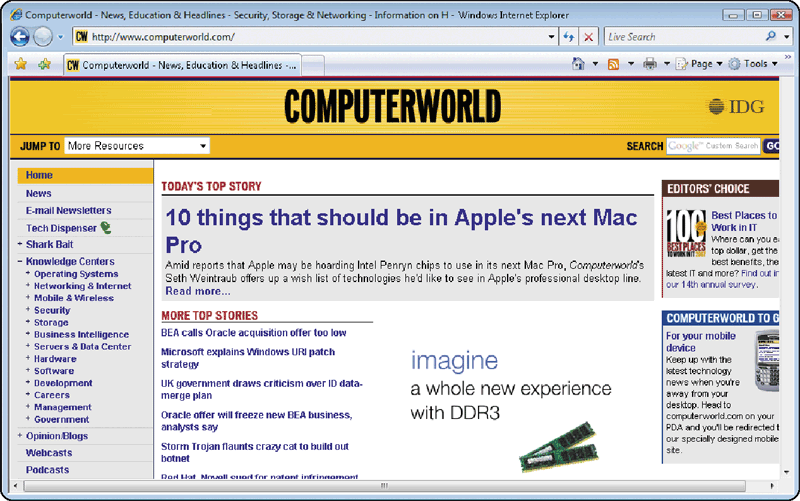 Computerworld - News, Education & Headlines - Security, Storage & Networking - Information on H - Windows Internet Explorer
CW http://www.computerworld.com/
Live Search
CW Computerworld - News, Education & Headlines -...
Page
Tools
COMPUTERWORLD
IDG
JUMP TO More Resources
SEARCH Google™ Custom Search GO
Home
News
E-mail Newsletters
Tech Dispenser
+ Shark Bait
− Knowledge Centers
+ Operating Systems
+ Networking & Internet
+ Mobile & Wireless
+ Security
+ Storage
+ Business Intelligence
+ Servers & Data Center
+ Hardware
+ Software
+ Development
+ Careers
+ Management
+ Government
+ Opinion/Blogs
Webcasts
Podcasts
TODAY'S TOP STORY
10 things that should be in Apple's next Mac
Pro
Amid reports that Apple may be hoarding Intel Penryn chips to use in its next Mac Pro, Computerworld's
Seth Weintraub offers up a wish list of technologies he'd like to see in Apple's professional desktop line.
Read more...
MORE TOP STORIES
BEA calls Oracle acquisition offer too low
Microsoft explains Windows URI patch
strategy
UK government draws criticism over ID data-
merge plan
Oracle offer will freeze new BEA business,
analysts say
Storm Trojan flaunts crazy cat to build out
botnet
Red Hat, Novell sued for patent infringement
imagine
a whole new experience
with DDR3
EDITORS' CHOICE
100
BEST PLACES
TO WORK IN IT 2007
Best Places to
Work in IT
Where can you ea
top dollar, get the
best benefits, the
latest IT and more? Find out in
our 14th annual survey.
COMPUTERWORLD TO G
For your mobile
device
Keep up with the
latest technology
news when you're
away from your
desktop. Head to
computerworld.com on your
PDA and you'll be redirected to
our specially designed mobile
site.